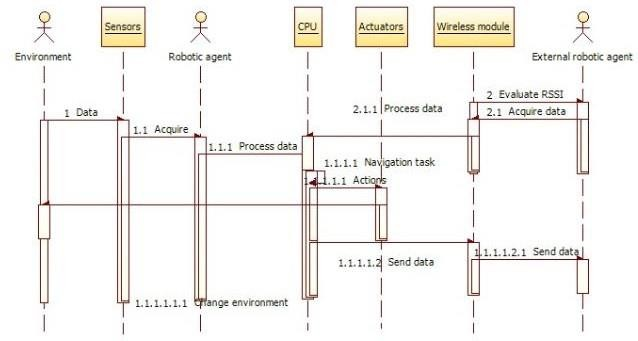 Sensors
CPU
Actuators
Wireless module
Environment
Robotic agent
External robotic agent
2 Evaluate RSSI
1 Data
2.1.1 Process data
2.1 Acquire data
1.1 Acquire
1.1.1 Process data
1.1.1.1 Navigation task
1.1.1.1.1 Actions
1.1.1.1.2.1 Send data
1.1.1.1.2 Send data
1.1.1.1.1.1 Change environment